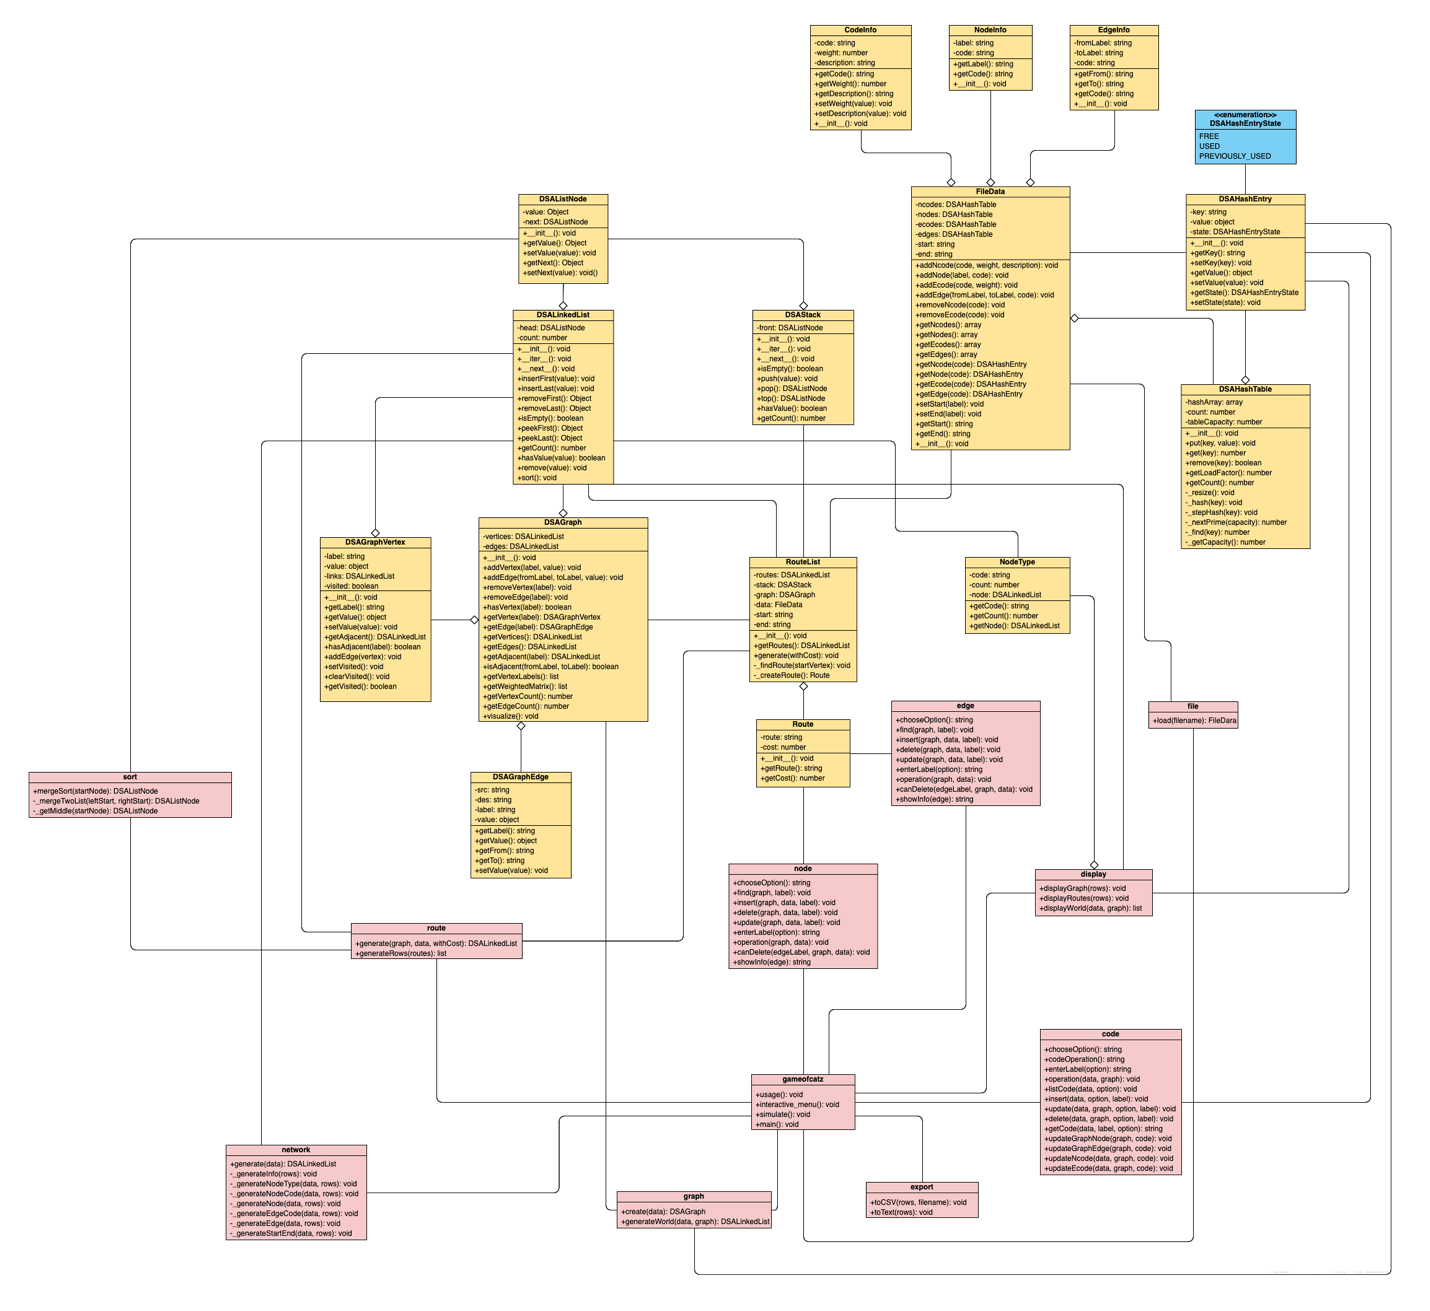 CodeInfo
-code: string
-weight: number
-description: string
+getCode(): string
+getWeight(): number
+getDescription(): string
+setWeight(value): void
+setDescription(value): void
+__init__(): void
NodeInfo
-label: string
-code: string
+getLabel(): string
+getCode(): string
+__init__(): void
EdgeInfo
-fromLabel: string
-toLabel: string
-code: string
+getFrom(): string
+getTo(): string
+getCode(): string
+__init__(): void
<<enumeration>>
DSAHashEntryState
FREE
USED
PREVIOUSLY_USED
DSAListNode
-value: Object
-next: DSAListNode
+__init__(): void
+getValue(): Object
+setValue(value): void
+getNext(): Object
+setNext(value): void()
FileData
-ncodes: DSAHashTable
-nodes: DSAHashTable
-ecodes: DSAHashTable
-edges: DSAHashTable
-start: string
-end: string
+addNcode(code, weight, description): void
+addNode(label, code): void
+addEcode(code, weight): void
+addEdge(fromLabel, toLabel, code): void
+removeNcode(code): void
+removeEcode(code): void
+getNcodes(): array
+getNodes(): array
+getEcodes(): array
+getEdges(): array
+getNcode(code): DSAHashEntry
+getNode(code): DSAHashEntry
+getEcode(code): DSAHashEntry
+getEdge(code): DSAHashEntry
+setStart(label): void
+setEnd(label): void
+getStart(): string
+getEnd(): string
+__init__(): void
DSAHashEntry
-key: string
-value: object
-state: DSAHashEntryState
+__init__(): void
+getKey(): string
+setKey(key): void
+getValue(): object
+setValue(value): void
+getState(): DSAHashEntryState
+setState(state): void
DSALinkedList
-head: DSAListNode
-count: number
+__init__(): void
+__iter__(): void
+__next__(): void
+insertFirst(value): void
+insertLast(value): void
+removeFirst(): Object
+removeLast(): Object
+isEmpty(): boolean
+peekFirst(): Object
+peekLast(): Object
+getCount(): number
+hasValue(value): boolean
+remove(value): void
+sort(): void
DSAStack
-front: DSAListNode
+__init__(): void
+__iter__(): void
+__next__(): void
+isEmpty(): boolean
+push(value): void
+pop(): DSAListNode
+top(): DSAListNode
+hasValue(): boolean
+getCount(): number
DSAHashTable
-hashArray: array
-count: number
-tableCapacity: number
+__init__(): void
+put(key, value): void
+get(key): number
+remove(key): boolean
+getLoadFactor(): number
+getCount(): number
-_resize(): void
-_hash(key): void
-_stepHash(key): void
-_nextPrime(capacity): number
-_find(key): number
-_getCapacity(): number
DSAGraphVertex
-label: string
-value: object
-links: DSALinkedList
-visited: boolean
+__init__(): void
+getLabel(): string
+getValue(): object
+setValue(value): void
+getAdjacent(): DSALinkedList
+hasAdjacent(label): boolean
+addEdge(vertex): void
+setVisited(): void
+clearVisited(): void
+getVisited(): boolean
DSAGraph
-vertices: DSALinkedList
-edges: DSALinkedList
+__init__(): void
+addVertex(label, value): void
+addEdge(fromLabel, toLabel, value): void
+removeVertex(label): void
+removeEdge(label): void
+hasVertex(label): boolean
+getVertex(label): DSAGraphVertex
+getEdge(label): DSAGraphEdge
+getVertices(): DSALinkedList
+getEdges(): DSALinkedList
+getAdjacent(label): DSALinkedList
+isAdjacent(fromLabel, toLabel): boolean
+getVertexLabels(): list
+getWeightedMatrix(): list
+getVertexCount(): number
+getEdgeCount(): number
+visualize(): void
RouteList
-routes: DSALinkedList
-stack: DSAStack
-graph: DSAGraph
-data: FileData
-start: string
-end: string
+__init__(): void
+getRoutes(): DSALinkedList
+generate(withCost): void
-_findRoute(startVertex): void
-_createRoute(): Route
NodeType
-code: string
-count: number
-node: DSALinkedList
+getCode(): string
+getCount(): number
+getNode(): DSALinkedList
Route
-route: string
-cost: number
+__init__(): void
+getRoute(): string
+getCost(): number
edge
+chooseOption(): string
+find(graph, label): void
+insert(graph, data, label): void
+delete(graph, data, label): void
+update(graph, data, label): void
+enterLabel(option): string
+operation(graph, data): void
+canDelete(edgeLabel, graph, data): void
+showInfo(edge): string
file
+load(filename): FileDara
sort
+mergeSort(startNode): DSAListNode
-_mergeTwoList(leftStart, rightStart): DSAListNode
-_getMiddle(startNode): DSAListNode
DSAGraphEdge
-src: string
-des: string
-label: string
-value: object
+getLabel(): string
+getValue(): object
+getFrom(): string
+getTo(): string
+setValue(value): void
node
+chooseOption(): string
+find(graph, label): void
+insert(graph, data, label): void
+delete(graph, data, label): void
+update(graph, data, label): void
+enterLabel(option): string
+operation(graph, data): void
+canDelete(edgeLabel, graph, data): void
+showInfo(edge): string
display
+displayGraph(rows): void
+displayRoutes(rows): void
+displayWorld(data, graph): list
route
+generate(graph, data, withCost): DSALinkedList
+generateRows(routes): list
code
+chooseOption(): string
+codeOperation(): string
+enterLabel(option): string
+operation(data, graph): void
+listCode(data, option): void
+insert(data, option, label): void
+update(data, graph, option, label): void
+delete(data, graph, option, label): void
+getCode(data, label, option): string
+updateGraphNode(graph, code): void
+updateGraphEdge(graph, code): void
+updateNcode(data, graph, code): void
+updateEcode(data, graph, code): void
gameofcatz
+usage(): void
+interactive_menu(): void
+simulate(): void
+main(): void
network
+generate(data): DSALinkedList
-_generateInfo(rows): void
-_generateNodeType(data, rows): void
-_generateNodeCode(data, rows): void
-_generateNode(data, rows): void
-_generateEdgeCode(data, rows): void
-_generateEdge(data, rows): void
-_generateStartEnd(data, rows): void
graph
+create(data): DSAGraph
+generateWorld(data, graph): DSALinkedList
export
+toCSV(rows, filename): void
+toText(rows): void